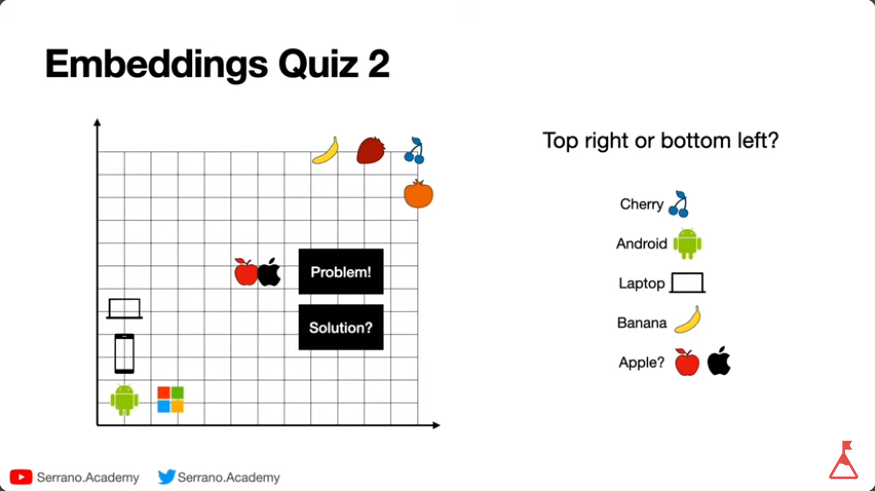 Embeddings Quiz 2
Top right or bottom left?
Cherry
Android
Problem!
Laptop
Solution?
Banana
Apple?
Serrano.Academy
Serrano.Academy